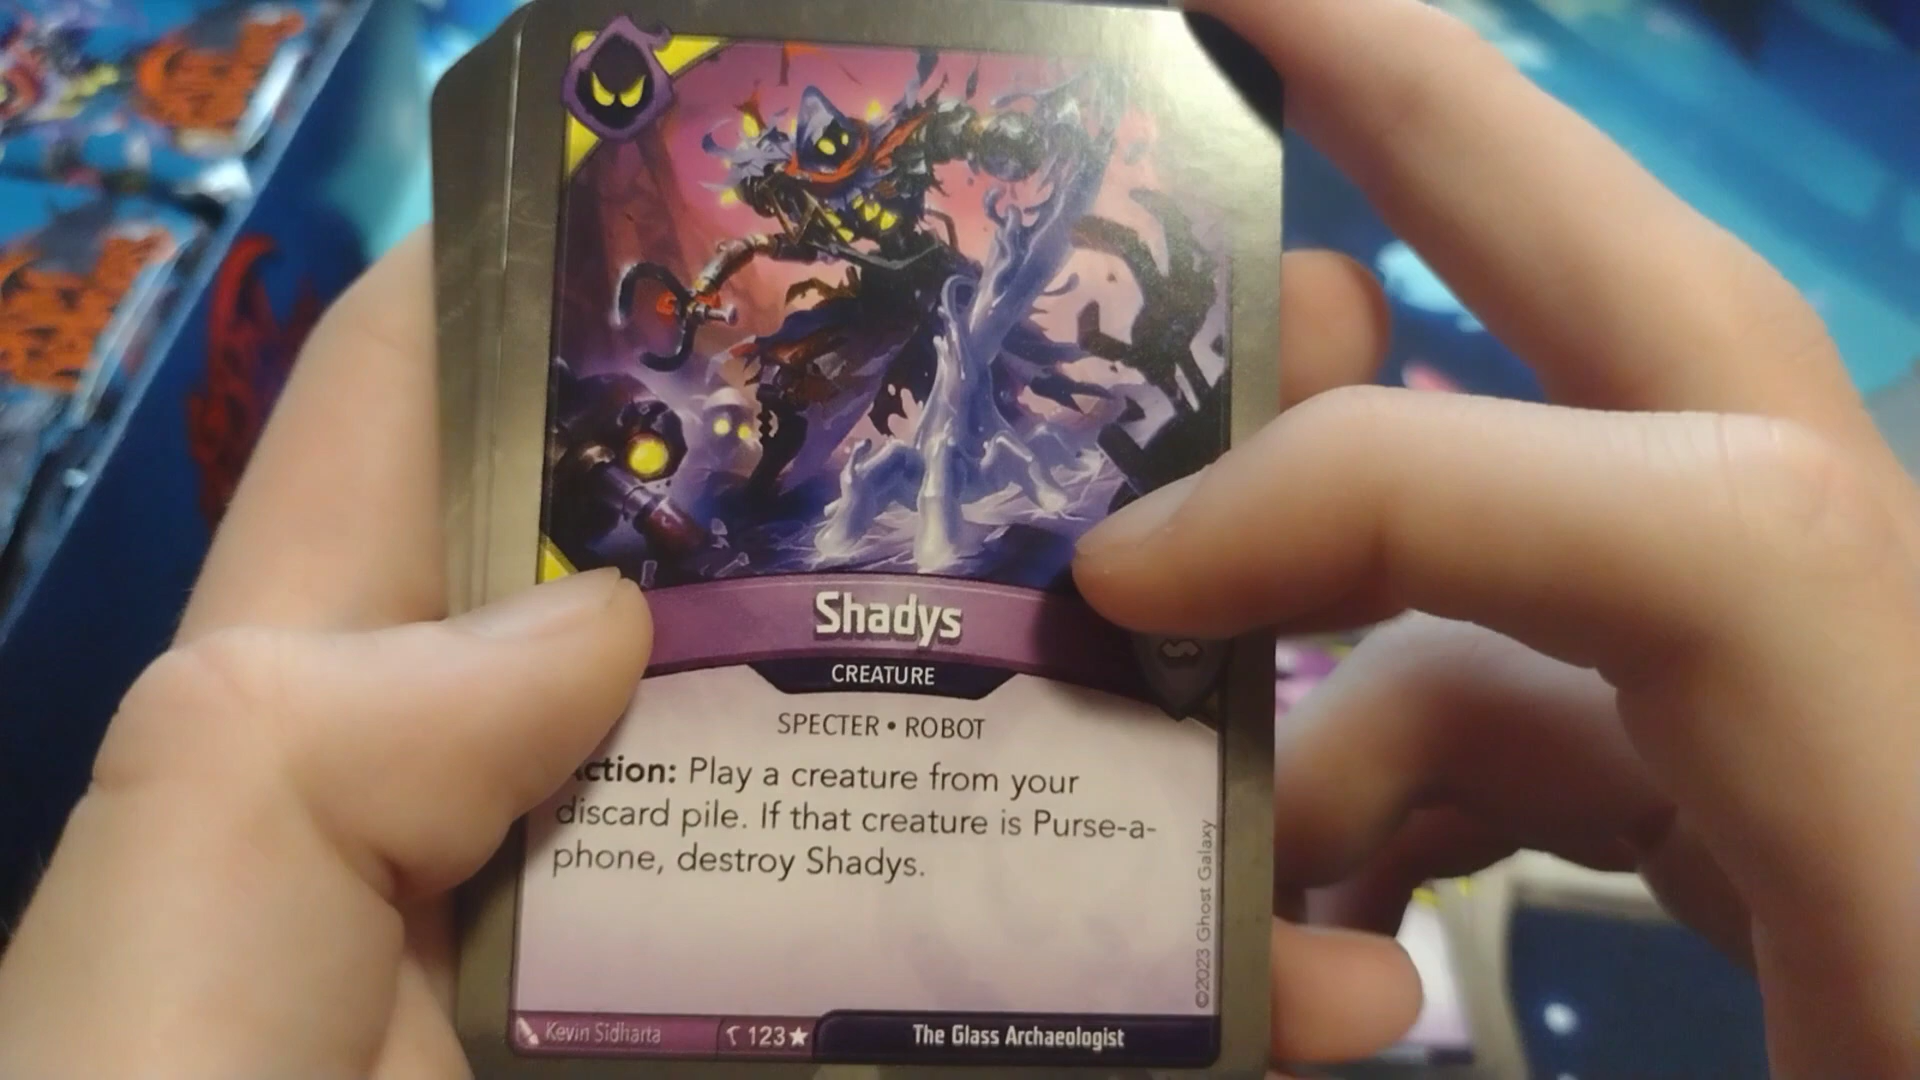 Shadys
CREATURE
SPECTER • ROBOT
ction: Play a creature from your
discard pile. If that creature is Purse-a-
phone, destroy Shadys.
©2023 Ghost Galaxy
Kevin Sidharta
123★
The Glass Archaeologist